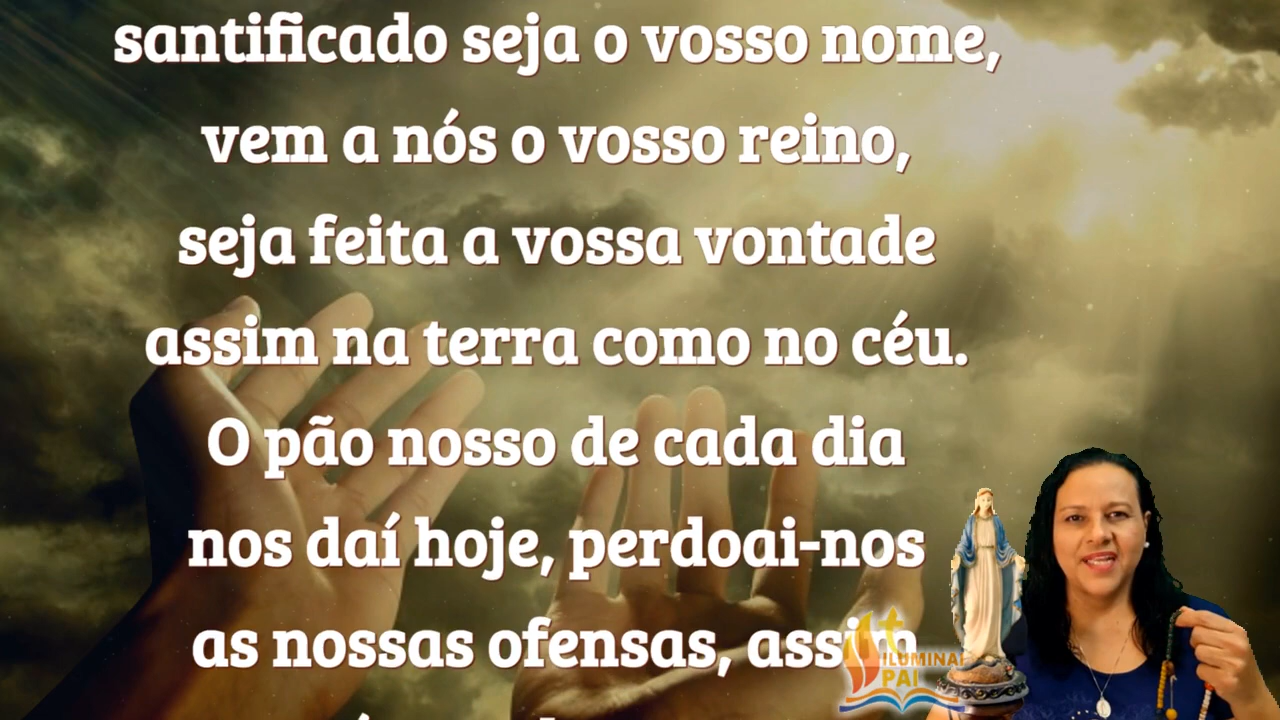 santificado seja o vosso nome,
vem a nós o vosso reino,
seja feita a vossa vontade
assim na terra como no céu.
O pão nosso de cada dia
nos daí hoje, perdoai-nos
as nossas ofensas, assim
ILUMINAI
PAI